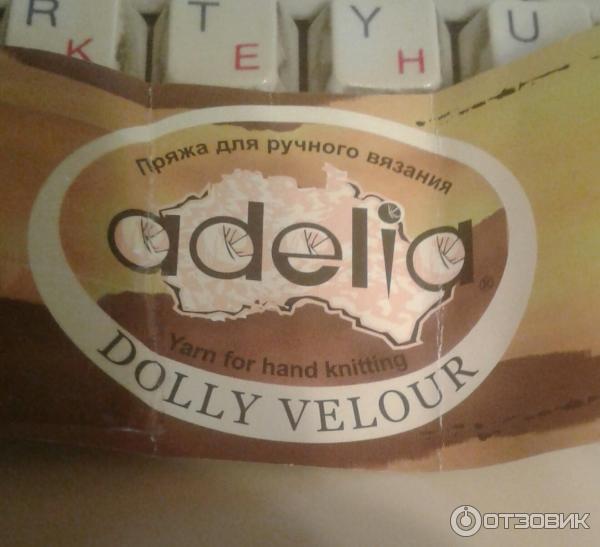 R T Y U
K E H
Пряжа для ручного вязания
adelia ®
Yarn for hand knitting
DOLLY VELOUR
ОТЗОВИК